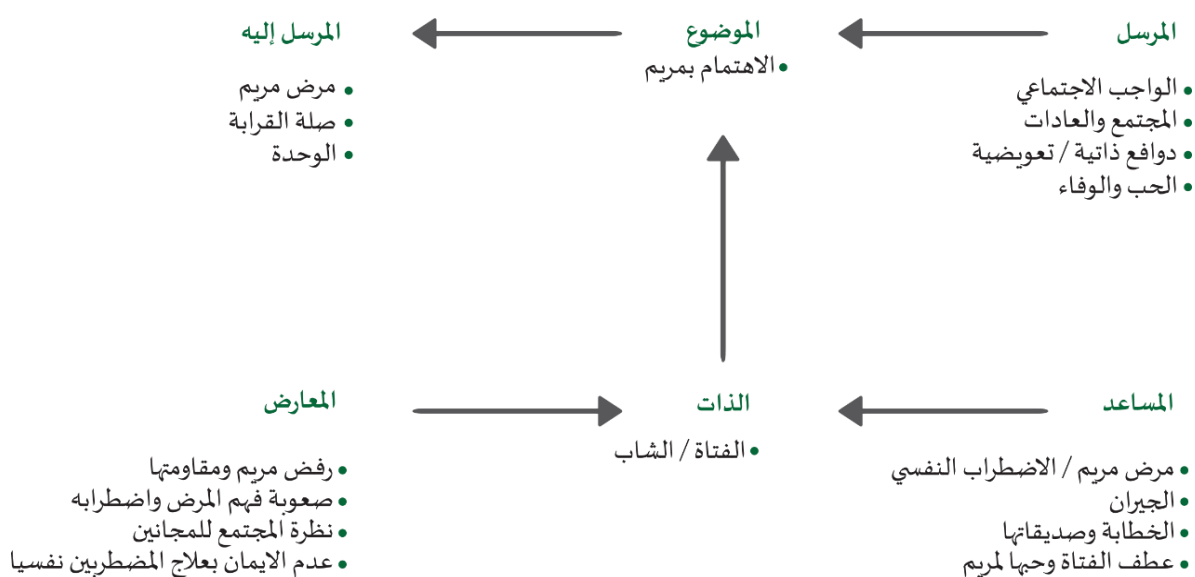 المرسل
الواجب الاجتماعي
المجتمع والعادات
دوافع ذاتية / تعويضية
الحب والوفاء
الموضوع
الاهتمام بمريم
المرسل إليه
مرض مريم
صلة القرابة
الوحدة
المساعد
مرض مريم / الاضطراب النفسي
الجيران
الخطابة وصديقاتها
عطف الفتاة وحبها لمريم
الذات
الفتاة / الشاب
المعارض
رفض مريم ومقاومتها
صعوبة فهم المرض واضطرابه
نظرة المجتمع للمجانين
عدم الايمان بعلاج المضطربين نفسيا